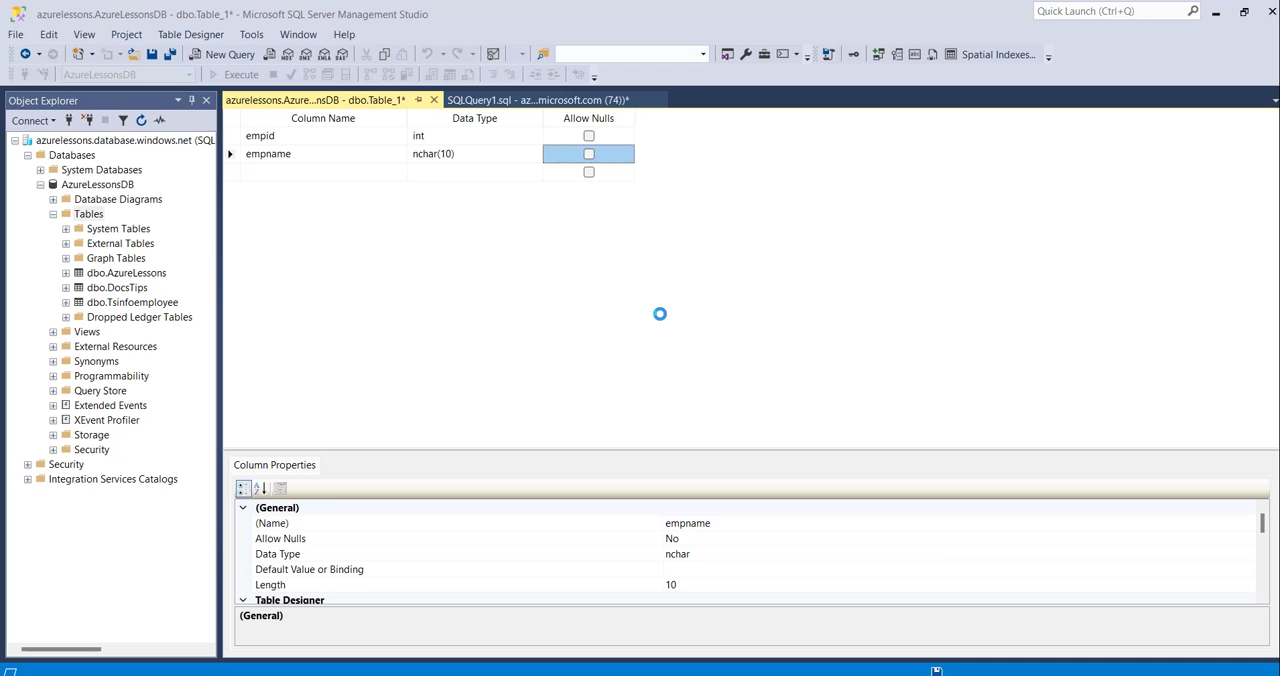 azurelessons.AzureLessonsDB - dbo.Table_1* - Microsoft SQL Server Management Studio
Quick Launch (Ctrl+Q)
File Edit View Project Table Designer Tools Window Help
New Query MDX DMX XMLA DAX Spatial Indexes...
AzureLessonsDB Execute
Object Explorer
azurelessons.Azure...nsDB - dbo.Table_1* SQLQuery1.sql - az...microsoft.com (74))*
Connect
Column Name Data Type Allow Nulls
empid int
empname nchar(10)
azurelessons.database.windows.net (SQL
Databases
System Databases
AzureLessonsDB
Database Diagrams
Tables
System Tables
External Tables
Graph Tables
dbo.AzureLessons
dbo.DocsTips
dbo.Tsinfoemployee
Dropped Ledger Tables
Views
External Resources
Synonyms
Programmability
Query Store
Extended Events
XEvent Profiler
Storage
Security
Security
Integration Services Catalogs
Column Properties
(General)
(Name) empname
Allow Nulls No
Data Type nchar
Default Value or Binding
Length 10
Table Designer
(General)